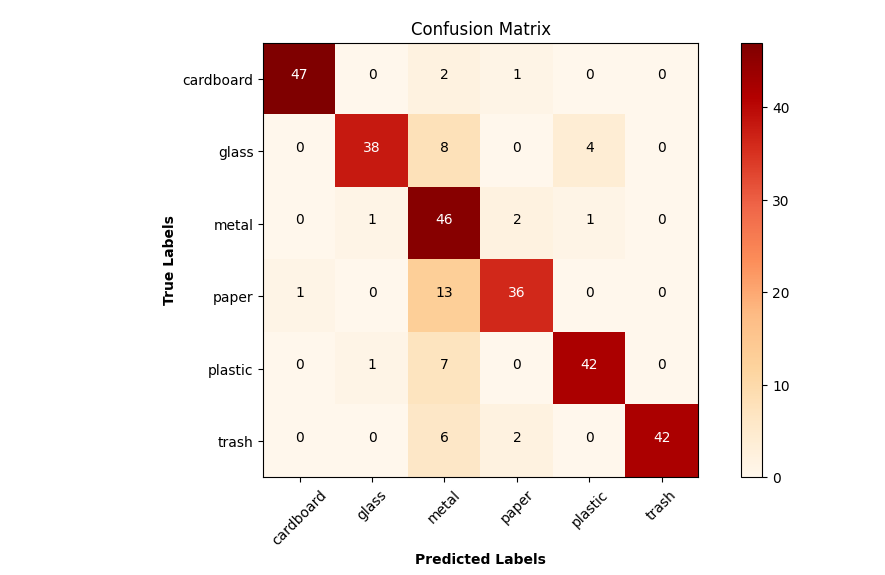 Confusion Matrix
cardboard 47 0 2 1 0 0
glass 0 38 8 0 4 0
metal 0 1 46 2 1 0
paper 1 0 13 36 0 0
plastic 0 1 7 0 42 0
trash 0 0 6 2 0 42
True Labels
cardboard glass metal paper plastic trash
Predicted Labels
40
30
20
10
0